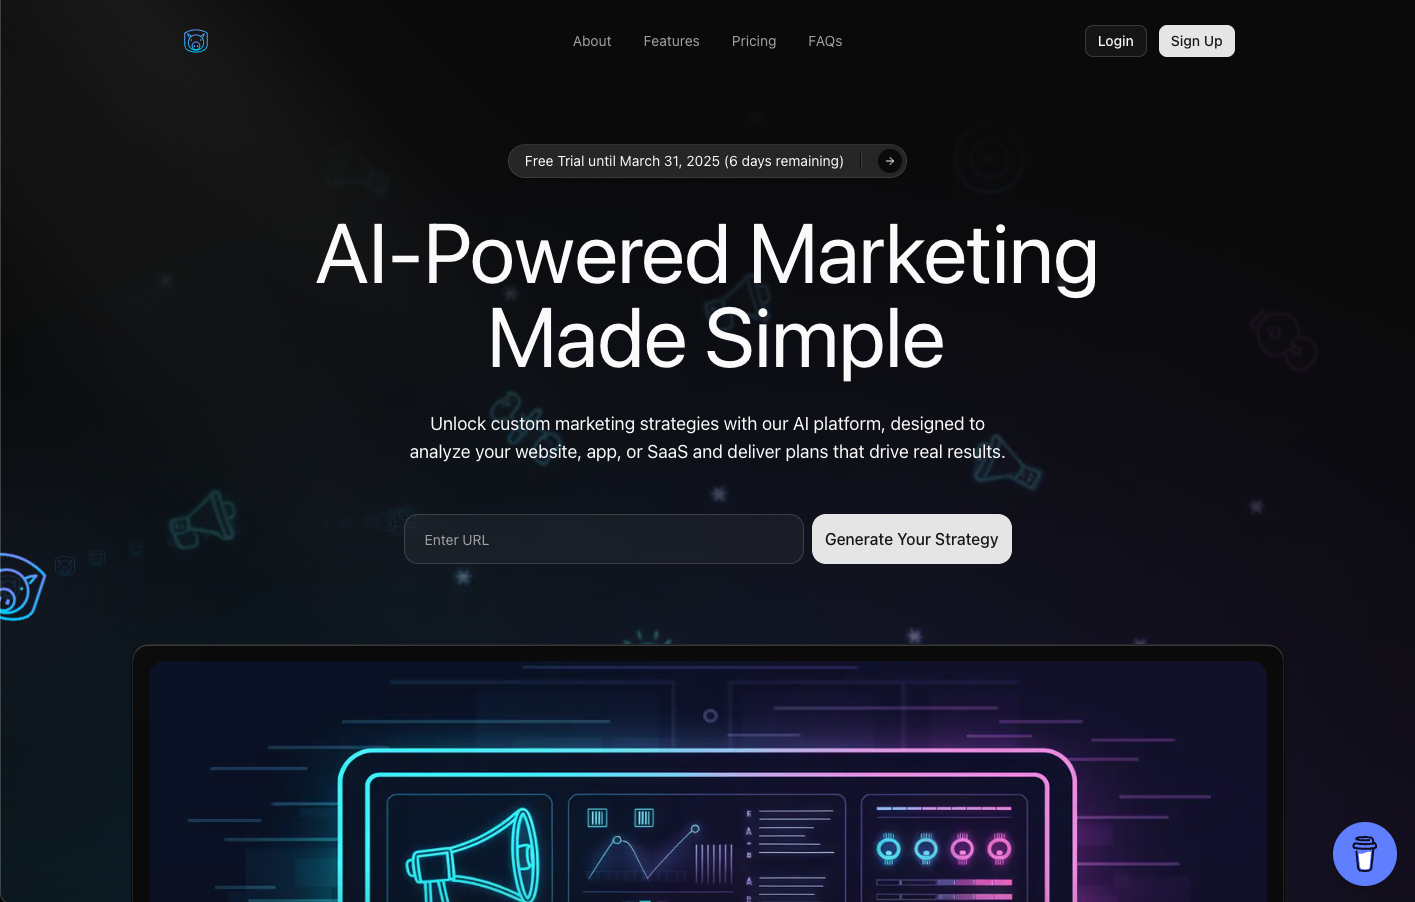 About
Features
Pricing
FAQs
Login
Sign Up
Free Trial until March 31, 2025 (6 days remaining)
AI-Powered Marketing
Made Simple
Unlock custom marketing strategies with our AI platform, designed to
analyze your website, app, or SaaS and deliver plans that drive real results.
Enter URL
Generate Your Strategy